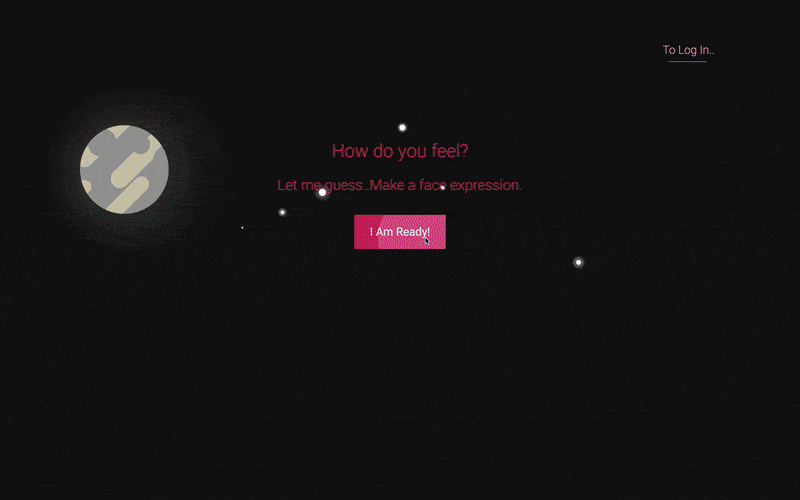 To Log In..
How do you feel?
Let me guess..Make a face expression.
I Am Ready!